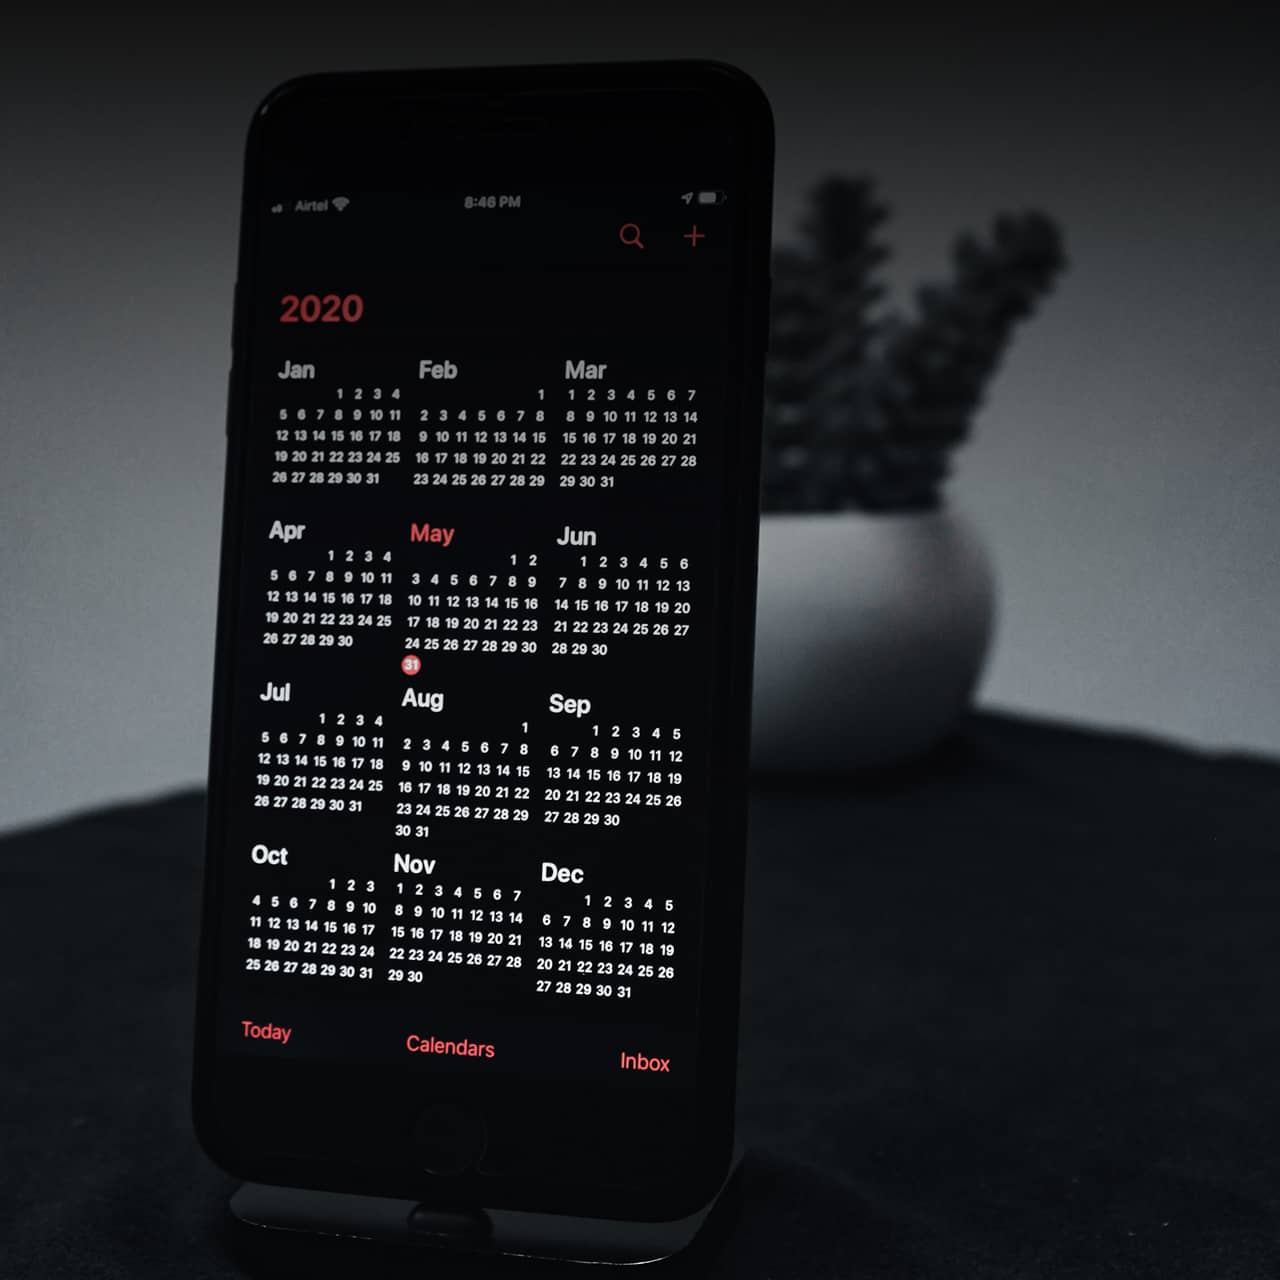 Airtel 8:46 PM
2020
Jan Feb Mar
1 2 3 4 1 1 2 3 4 5 6 7
5 6 7 8 9 10 11 2 3 4 5 6 7 8 8 9 10 11 12 13 14
12 13 14 15 16 17 18 9 10 11 12 13 14 15 15 16 17 18 19 20 21
19 20 21 22 23 24 25 16 17 18 19 20 21 22 22 23 24 25 26 27 28
26 27 28 29 30 31 23 24 25 26 27 28 29 29 30 31
Apr May Jun
1 2 3 4 1 2 1 2 3 4 5 6
5 6 7 8 9 10 11 3 4 5 6 7 8 9 7 8 9 10 11 12 13
12 13 14 15 16 17 18 10 11 12 13 14 15 16 14 15 16 17 18 19 20
19 20 21 22 23 24 25 17 18 19 20 21 22 23 21 22 23 24 25 26 27
26 27 28 29 30 24 25 26 27 28 29 30 28 29 30
31
Jul Aug Sep
1 2 3 4 1 1 2 3 4 5
5 6 7 8 9 10 11 2 3 4 5 6 7 8 6 7 8 9 10 11 12
12 13 14 15 16 17 18 9 10 11 12 13 14 15 13 14 15 16 17 18 19
19 20 21 22 23 24 25 16 17 18 19 20 21 22 20 21 22 23 24 25 26
26 27 28 29 30 31 23 24 25 26 27 28 29 27 28 29 30
30 31
Oct Nov Dec
1 2 3 1 2 3 4 5 6 7 1 2 3 4 5
4 5 6 7 8 9 10 8 9 10 11 12 13 14 6 7 8 9 10 11 12
11 12 13 14 15 16 17 15 16 17 18 19 20 21 13 14 15 16 17 18 19
18 19 20 21 22 23 24 22 23 24 25 26 27 28 20 21 22 23 24 25 26
25 26 27 28 29 30 31 29 30 27 28 29 30 31
Today Calendars Inbox